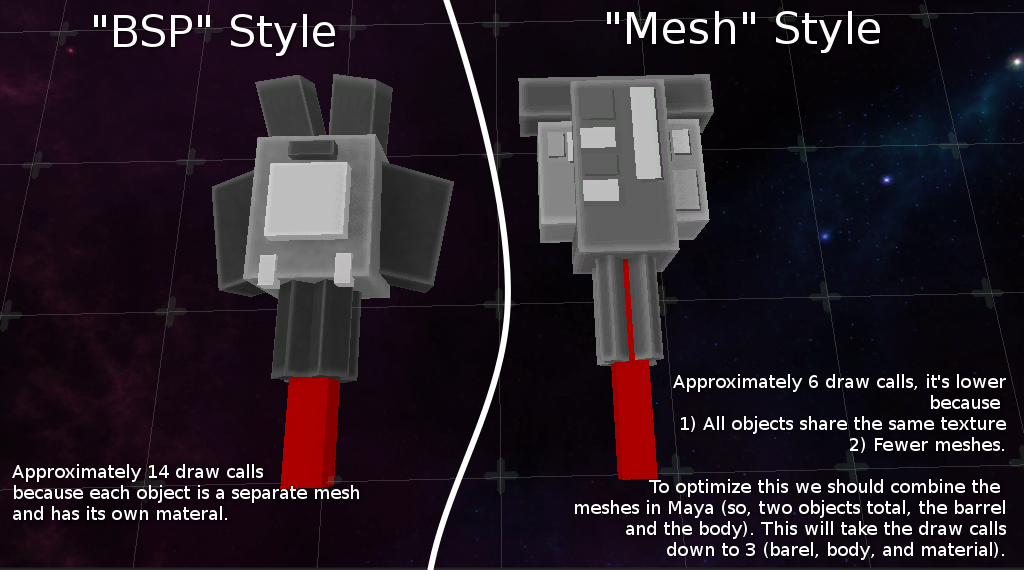 "BSP" Style
Approximately 14 draw calls
because each object is a separate mesh
and has its own materal.
"Mesh" Style
Approximately 6 draw calls, it's lower
because
1) All objects share the same texture
2) Fewer meshes.
To optimize this we should combine the
meshes in Maya (so, two objects total, the barrel
and the body). This will take the draw calls
down to 3 (barel, body, and material).